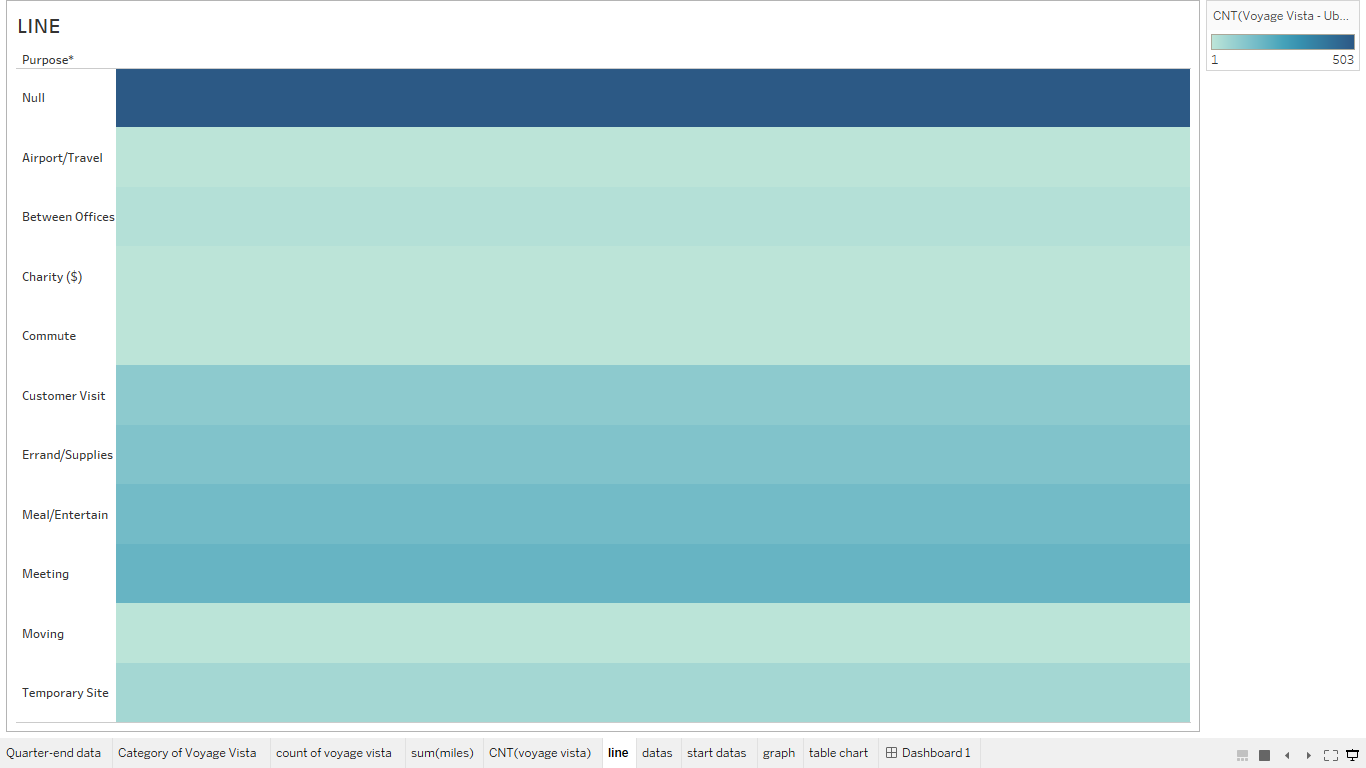 LINE
CNT(Voyage Vista - Ub...
1 503
Purpose*
Null
Airport/Travel
Between Offices
Charity ($)
Commute
Customer Visit
Errand/Supplies
Meal/Entertain
Meeting
Moving
Temporary Site
Quarter-end data Category of Voyage Vista count of voyage vista sum(miles) CNT(voyage vista) line datas start datas graph table chart Dashboard 1